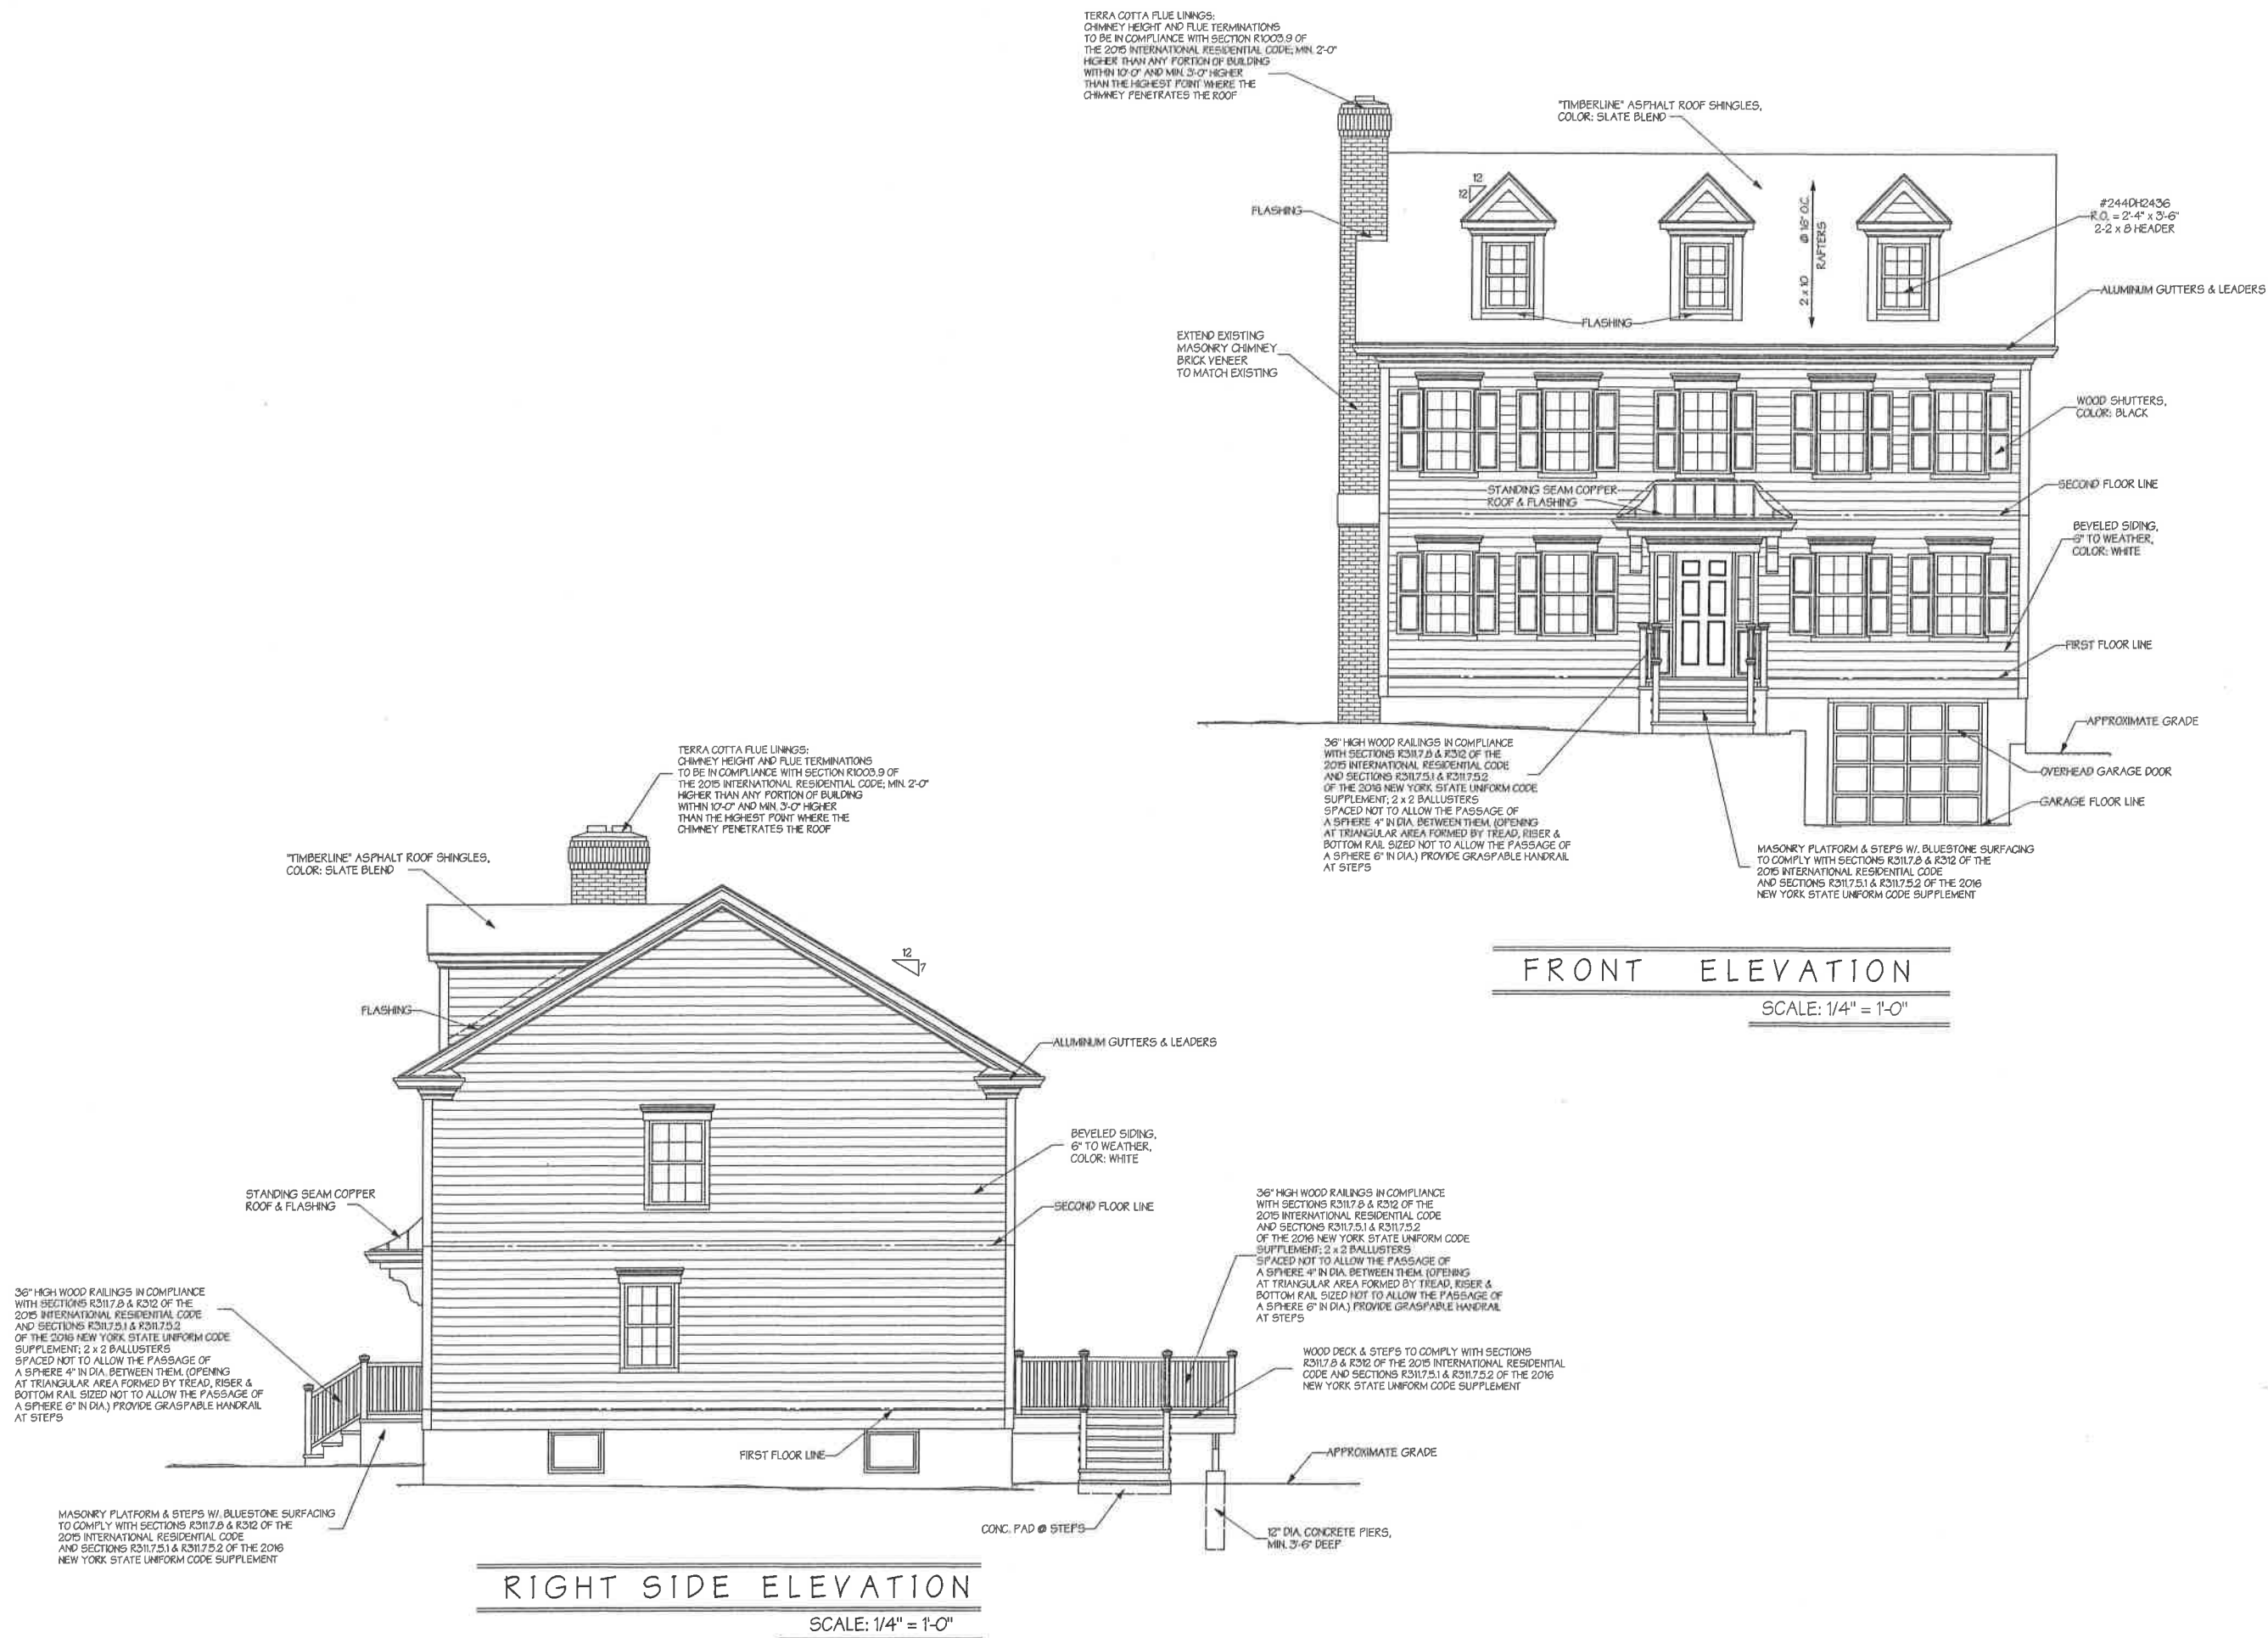 TERRA COTTA FLUE LININGS:
CHIMNEY HEIGHT AND FLUE TERMINATIONS
TO BE IN COMPLIANCE WITH SECTION R1003.9 OF
THE 2015 INTERNATIONAL RESIDENTIAL CODE; MIN. 2'-0"
HIGHER THAN ANY PORTION OF BUILDING
WITHIN 10'-0" AND MIN. 3'-0" HIGHER
THAN THE HIGHEST POINT WHERE THE
CHIMNEY PENETRATES THE ROOF
"TIMBERLINE" ASPHALT ROOF SHINGLES,
COLOR: SLATE BLEND
12
12
FLASHING
2 x 10 @ 16" O.C.
RAFTERS
#244DH2436
R.O. = 2'-4" x 3'-6"
2-2 x 8 HEADER
ALUMINUM GUTTERS & LEADERS
FLASHING
EXTEND EXISTING
MASONRY CHIMNEY
BRICK VENEER
TO MATCH EXISTING
WOOD SHUTTERS,
COLOR: BLACK
STANDING SEAM COPPER
ROOF & FLASHING
SECOND FLOOR LINE
BEVELED SIDING,
6" TO WEATHER,
COLOR: WHITE
FIRST FLOOR LINE
APPROXIMATE GRADE
OVERHEAD GARAGE DOOR
GARAGE FLOOR LINE
36" HIGH WOOD RAILINGS IN COMPLIANCE
WITH SECTIONS R311.7.8 & R312 OF THE
2015 INTERNATIONAL RESIDENTIAL CODE
AND SECTIONS R311.7.5.1 & R311.7.5.2
OF THE 2016 NEW YORK STATE UNIFORM CODE
SUPPLEMENT; 2 x 2 BALLUSTERS
SPACED NOT TO ALLOW THE PASSAGE OF
A SPHERE 4" IN DIA. BETWEEN THEM. (OPENING
AT TRIANGULAR AREA FORMED BY TREAD, RISER &
BOTTOM RAIL SIZED NOT TO ALLOW THE PASSAGE OF
A SPHERE 6" IN DIA.) PROVIDE GRASPABLE HANDRAIL
AT STEPS
MASONRY PLATFORM & STEPS W/. BLUESTONE SURFACING
TO COMPLY WITH SECTIONS R311.7.8 & R312 OF THE
2015 INTERNATIONAL RESIDENTIAL CODE
AND SECTIONS R311.7.5.1 & R311.7.5.2 OF THE 2016
NEW YORK STATE UNIFORM CODE SUPPLEMENT
FRONT ELEVATION
SCALE: 1/4" = 1'-0"
TERRA COTTA FLUE LININGS:
CHIMNEY HEIGHT AND FLUE TERMINATIONS
TO BE IN COMPLIANCE WITH SECTION R1003.9 OF
THE 2015 INTERNATIONAL RESIDENTIAL CODE; MIN. 2'-0"
HIGHER THAN ANY PORTION OF BUILDING
WITHIN 10'-0" AND MIN. 3'-0" HIGHER
THAN THE HIGHEST POINT WHERE THE
CHIMNEY PENETRATES THE ROOF
"TIMBERLINE" ASPHALT ROOF SHINGLES,
COLOR: SLATE BLEND
12
7
FLASHING
ALUMINUM GUTTERS & LEADERS
BEVELED SIDING,
6" TO WEATHER,
COLOR: WHITE
STANDING SEAM COPPER
ROOF & FLASHING
SECOND FLOOR LINE
36" HIGH WOOD RAILINGS IN COMPLIANCE
WITH SECTIONS R311.7.8 & R312 OF THE
2015 INTERNATIONAL RESIDENTIAL CODE
AND SECTIONS R311.7.5.1 & R311.7.5.2
OF THE 2016 NEW YORK STATE UNIFORM CODE
SUPPLEMENT; 2 x 2 BALLUSTERS
SPACED NOT TO ALLOW THE PASSAGE OF
A SPHERE 4" IN DIA. BETWEEN THEM. (OPENING
AT TRIANGULAR AREA FORMED BY TREAD, RISER &
BOTTOM RAIL SIZED NOT TO ALLOW THE PASSAGE OF
A SPHERE 6" IN DIA.) PROVIDE GRASPABLE HANDRAIL
AT STEPS
36" HIGH WOOD RAILINGS IN COMPLIANCE
WITH SECTIONS R311.7.8 & R312 OF THE
2015 INTERNATIONAL RESIDENTIAL CODE
AND SECTIONS R311.7.5.1 & R311.7.5.2
OF THE 2016 NEW YORK STATE UNIFORM CODE
SUPPLEMENT; 2 x 2 BALLUSTERS
SPACED NOT TO ALLOW THE PASSAGE OF
A SPHERE 4" IN DIA. BETWEEN THEM. (OPENING
AT TRIANGULAR AREA FORMED BY TREAD, RISER &
BOTTOM RAIL SIZED NOT TO ALLOW THE PASSAGE OF
A SPHERE 6" IN DIA.) PROVIDE GRASPABLE HANDRAIL
AT STEPS
WOOD DECK & STEPS TO COMPLY WITH SECTIONS
R311.7.8 & R312 OF THE 2015 INTERNATIONAL RESIDENTIAL
CODE AND SECTIONS R311.7.5.1 & R311.7.5.2 OF THE 2016
NEW YORK STATE UNIFORM CODE SUPPLEMENT
FIRST FLOOR LINE
APPROXIMATE GRADE
MASONRY PLATFORM & STEPS W/. BLUESTONE SURFACING
TO COMPLY WITH SECTIONS R311.7.8 & R312 OF THE
2015 INTERNATIONAL RESIDENTIAL CODE
AND SECTIONS R311.7.5.1 & R311.7.5.2 OF THE 2016
NEW YORK STATE UNIFORM CODE SUPPLEMENT
CONC. PAD @ STEPS
12" DIA. CONCRETE PIERS,
MIN. 3'-6" DEEP
RIGHT SIDE ELEVATION
SCALE: 1/4" = 1'-0"